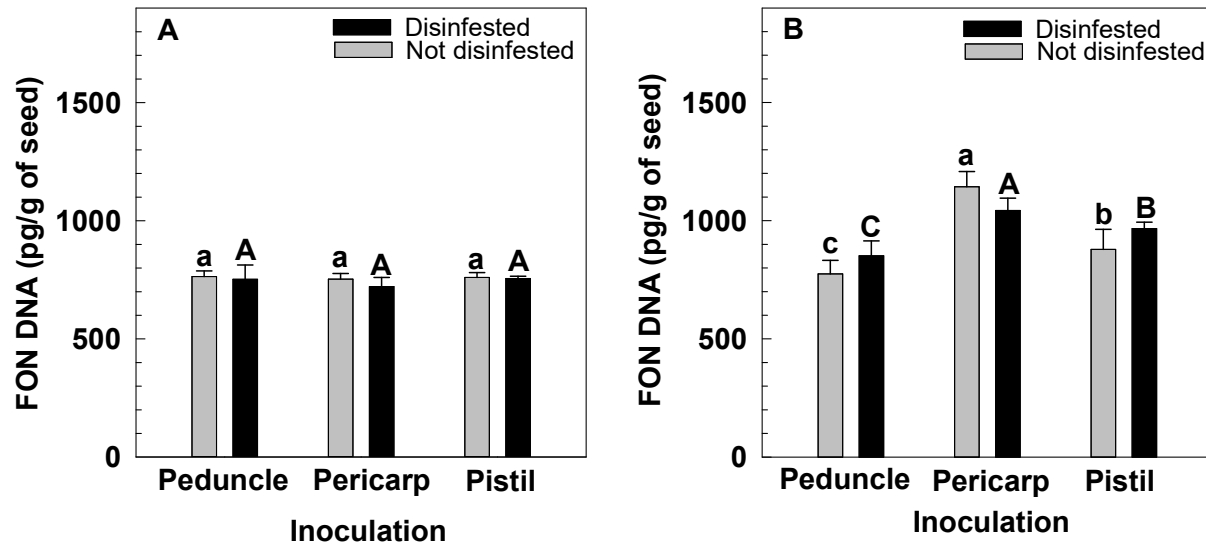 A
Disinfested
Not disinfested
FON DNA (pg/g of seed)
1500
1000
500
0
a
A
a
A
a
A
Peduncle
Pericarp
Pistil
Inoculation
B
Disinfested
Not disinfested
FON DNA (pg/g of seed)
1500
1000
500
0
c
C
a
A
b
B
Peduncle
Pericarp
Pistil
Inoculation